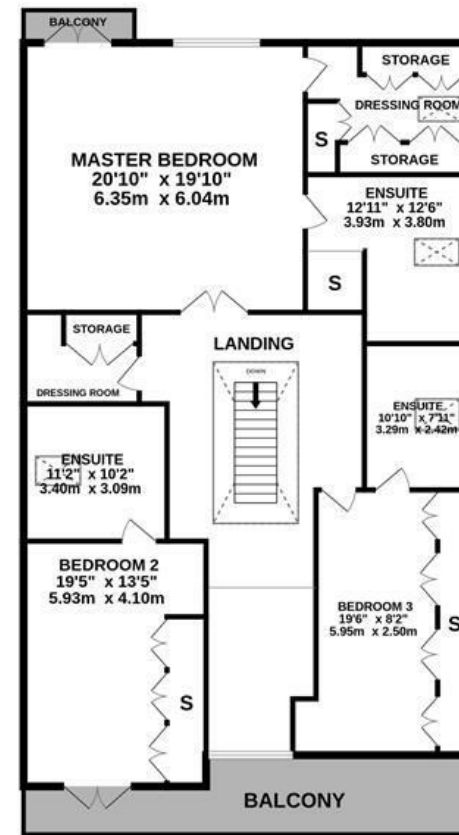 BALCONY
STORAGE
DRESSING ROOM
S
STORAGE
MASTER BEDROOM
20'10" x 19'10"
6.35m x 6.04m
ENSUITE
12'11" x 12'6"
3.93m x 3.80m
S
STORAGE
LANDING
DOWN
DRESSING ROOM
ENSUITE
10'10" x 7'11"
3.29m x 2.42m
ENSUITE
11'2" x 10'2"
3.40m x 3.09m
BEDROOM 2
19'5" x 13'5"
5.93m x 4.10m
BEDROOM 3
19'6" x 8'2"
5.95m x 2.50m
S
S
BALCONY